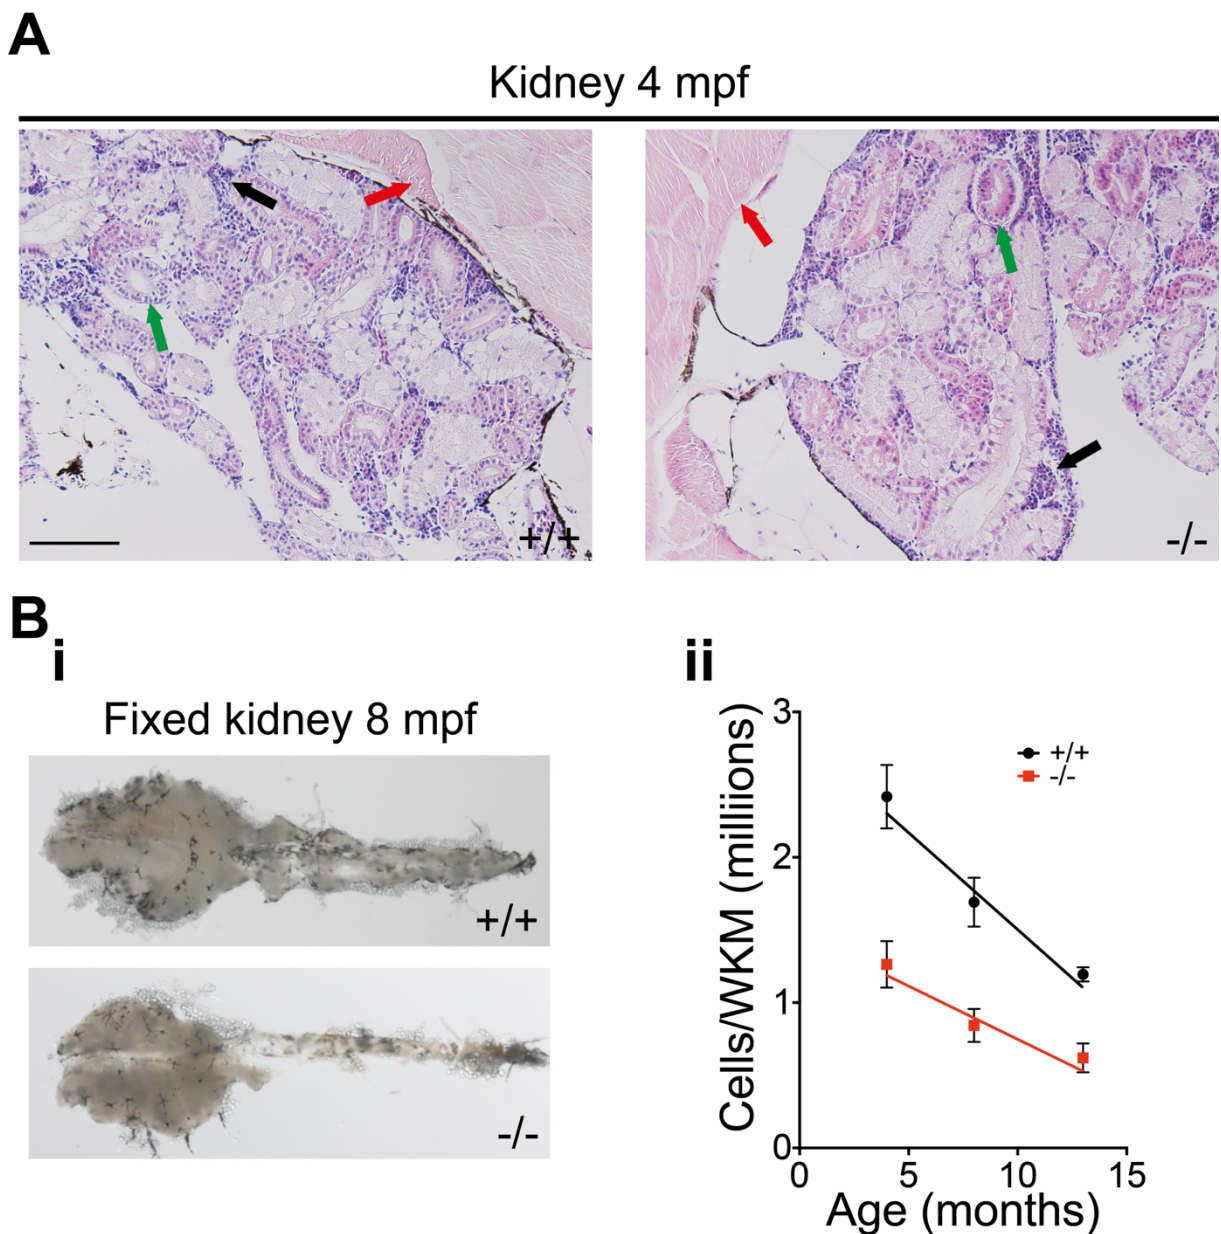 A
Kidney 4 mpf
+/+
-/-
B
i
ii
Fixed kidney 8 mpf
+/+
-/-
Cells/WKM (milliions)
3
2
1
0
+/+
-/-
0 5 10 15
Age (months)